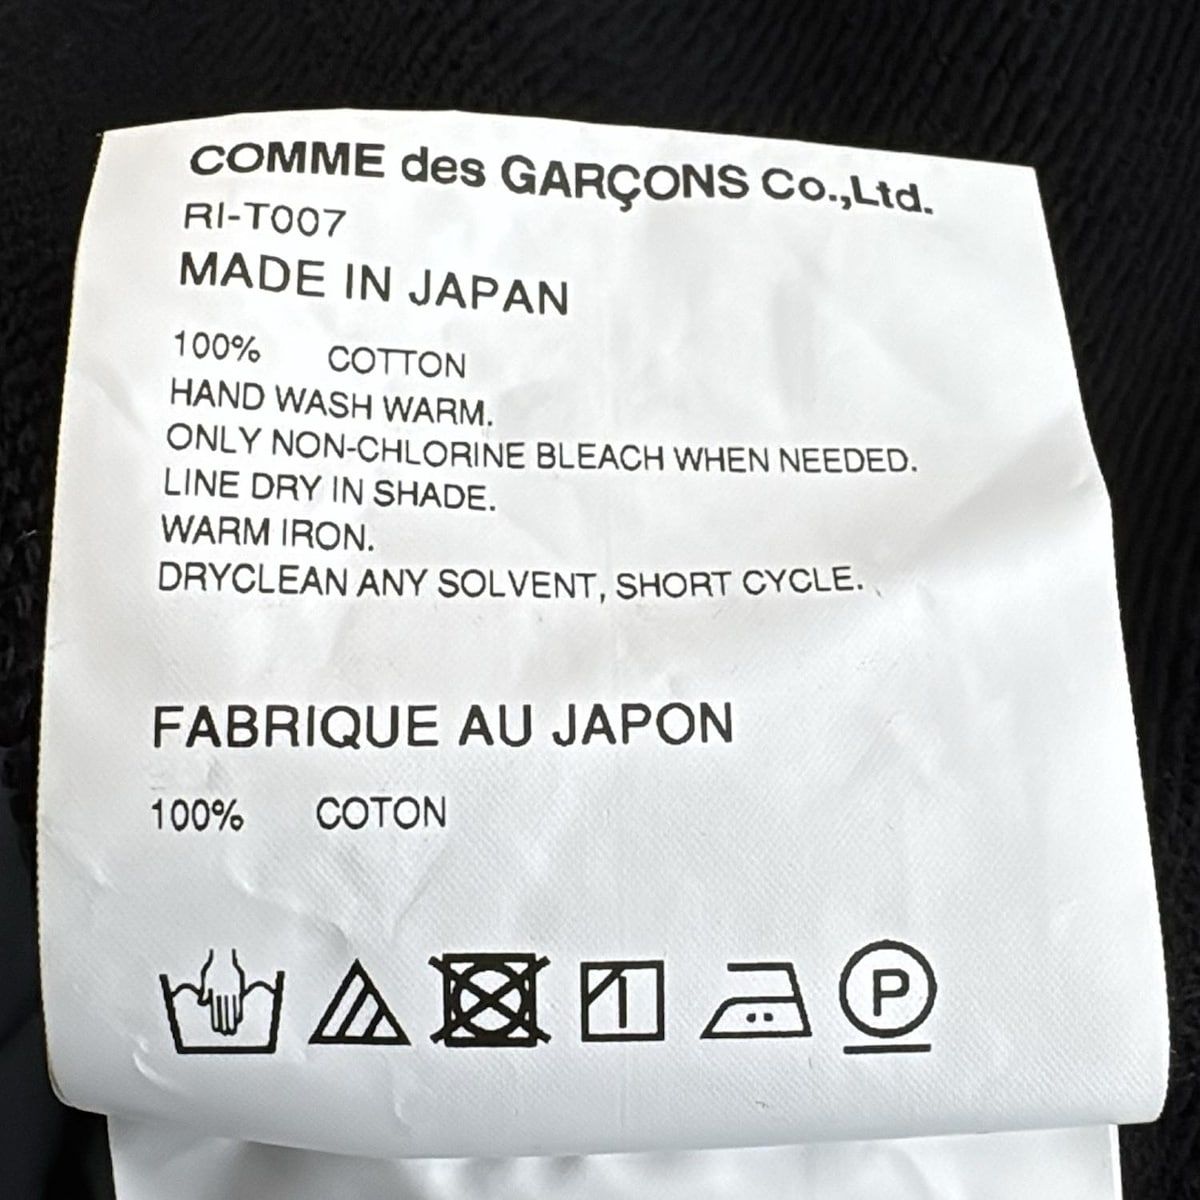 COMME des GARÇONS Co.,Ltd.
RI-T007
MADE IN JAPAN
100% COTTON
HAND WASH WARM.
ONLY NON-CHLORINE BLEACH WHEN NEEDED.
LINE DRY IN SHADE.
WARM IRON.
DRYCLEAN ANY SOLVENT, SHORT CYCLE.
FABRIQUE AU JAPON
100% COTON
P